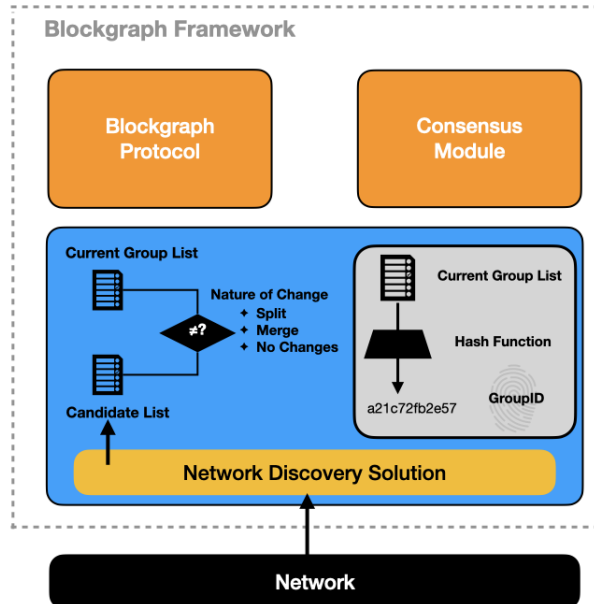 Blockgraph Framework
Blockgraph
Protocol
Consensus
Module
Current Group List
Nature of Change
✦ Split
✦ Merge
✦ No Changes
≠?
Candidate List
Current Group List
Hash Function
a21c72fb2e57
GroupID
Network Discovery Solution
Network